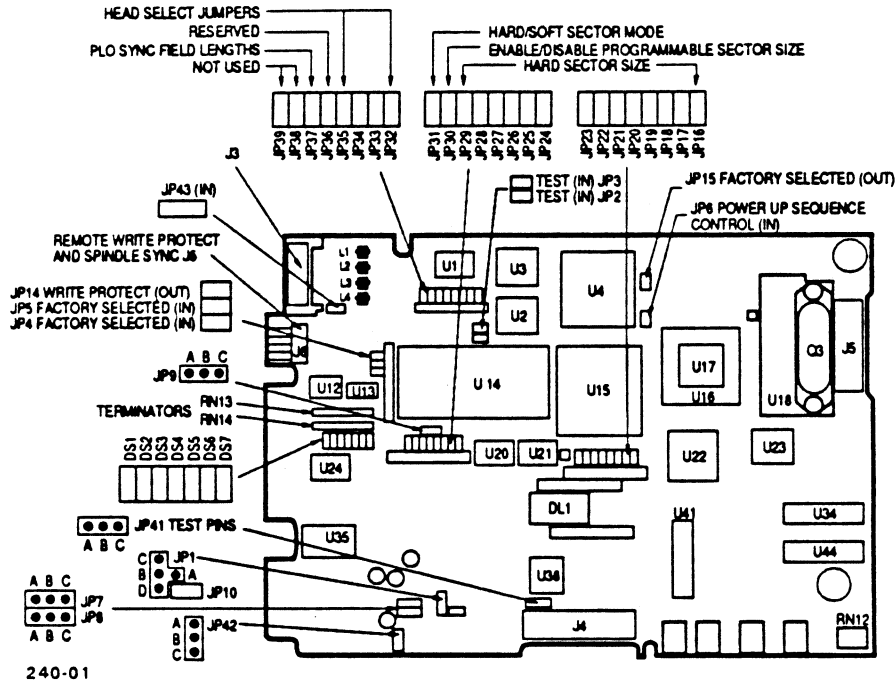 HEAD SELECT JUMPERS
RESERVED
PLO SYNC FIELD LENGTHS
NOT USED
HARD/SOFT SECTOR MODE
ENABLE/DISABLE PROGRAMMABLE SECTOR SIZE
HARD SECTOR SIZE
JP39
JP38
JP37
JP36
JP35
JP34
JP33
JP32
JP31
JP30
JP29
JP28
JP27
JP26
JP25
JP24
JP23
JP22
JP21
JP20
JP19
JP18
JP17
JP16
J3
JP43 (IN)
TEST (IN) JP3
TEST (IN) JP2
JP15 FACTORY SELECTED (OUT)
JP6 POWER UP SEQUENCE
CONTROL (IN)
REMOTE WRITE PROTECT
AND SPINDLE SYNC J6
L1
L2
L3
L4
U1
U3
U4
U2
JP14 WRITE PROTECT (OUT)
JP5 FACTORY SELECTED (IN)
JP4 FACTORY SELECTED (IN)
J6
A B C
JP9
U12
U13
U 14
U15
U17
U16
U18
Q3
J5
TERMINATORS
RN13
RN14
DS1
DS2
DS3
DS4
DS5
DS6
DS7
U24
U20
U21
U22
U23
DL1
U41
U34
U44
JP41 TEST PINS
A B C
U35
C
B
D
A
JP1
JP10
U36
A B C
JP7
JP8
A B C
A
B
C
JP42
J4
RN12
240-01